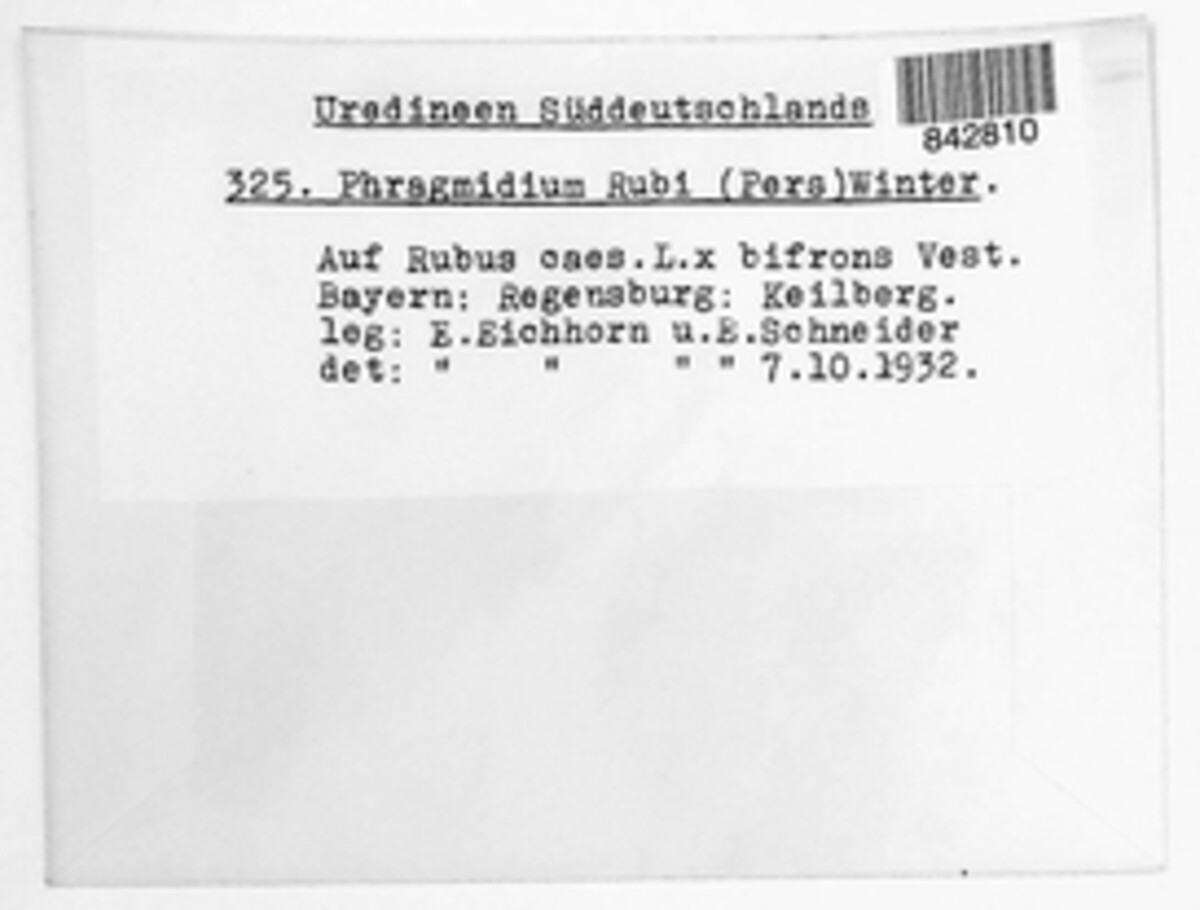 Uredineen Süddeutschlands
842810
325. Phragmidium Rubi (Pers)Winter.
Auf Rubus caes.L.x bifrons Vest.
Bayern: Regensburg: Keilberg.
leg: E.Eichhorn u.E.Schneider
det: " " " " 7.10.1932.